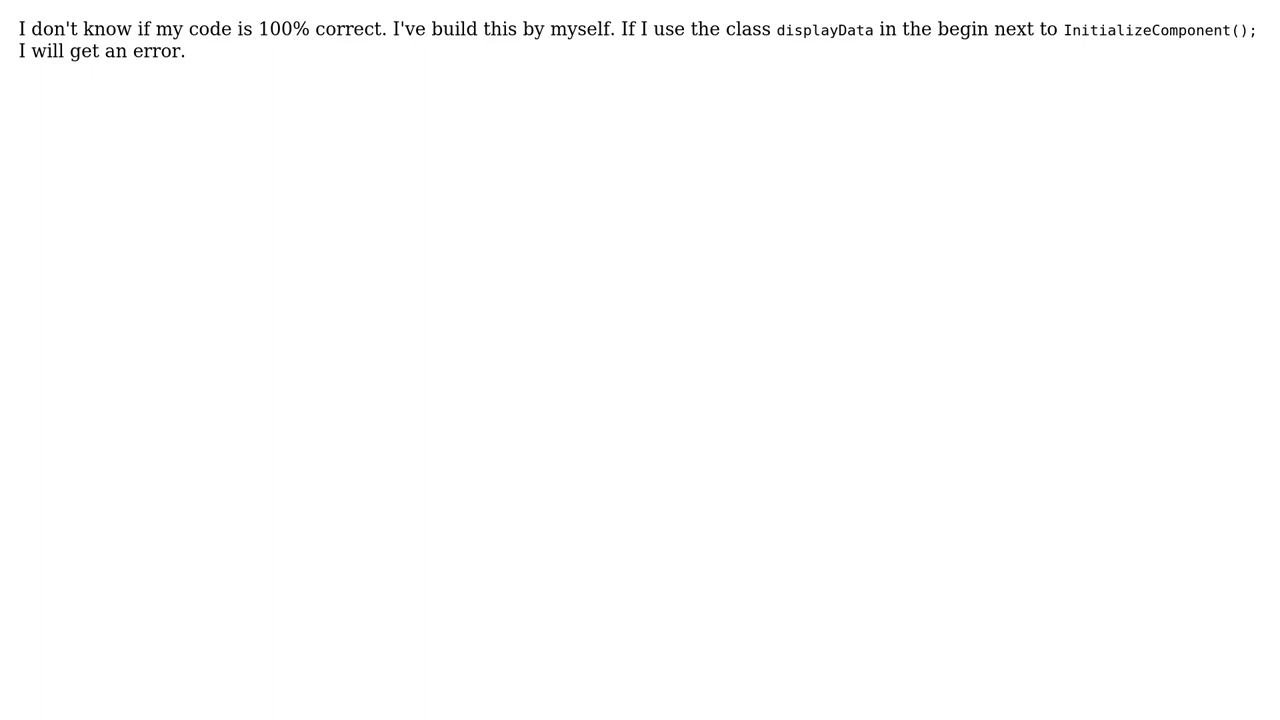 I don't know if my code is 100% correct. I've build this by myself. If I use the class displayData in the begin next to InitializeComponent();
I will get an error.